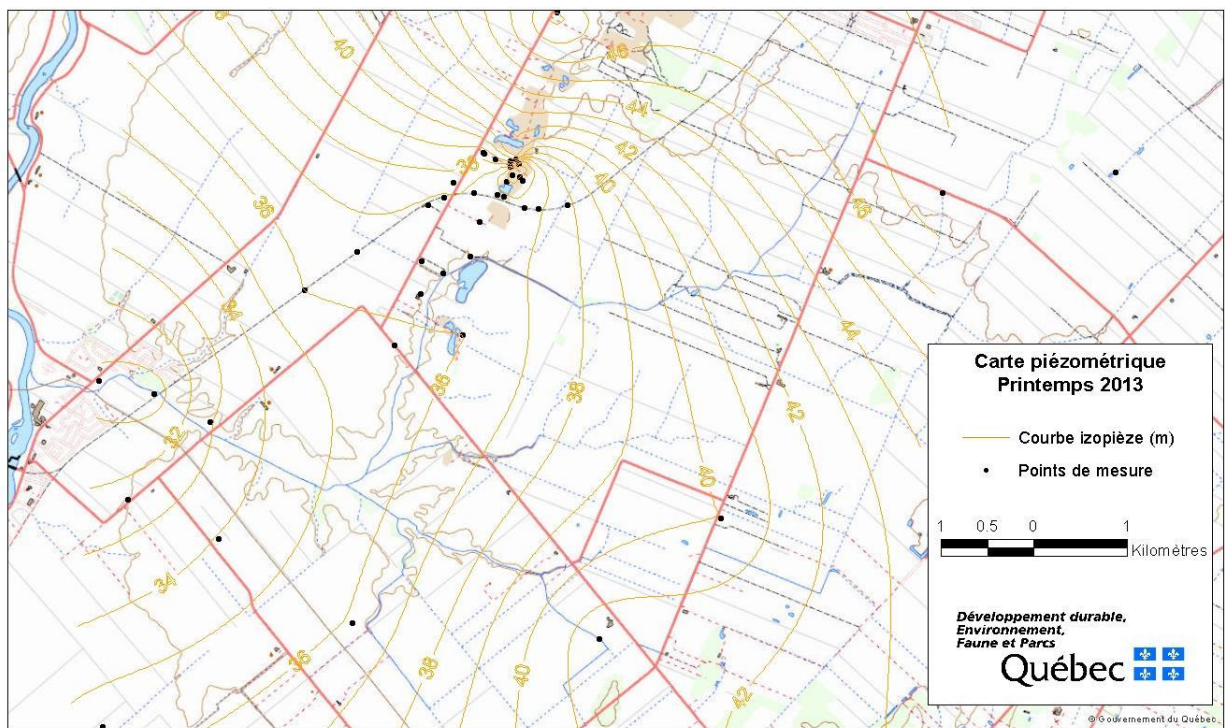 40
46
44
42
38
40
36
46
34
44
36
38
42
32
40
34
36
38
40
42
Carte piézométrique
Printemps 2013
Courbe izopièze (m)
Points de mesure
1 0.5 0 1
Kilomètres
Développement durable,
Environnement,
Faune et Parcs
Québec
© Gouvernement du Québec